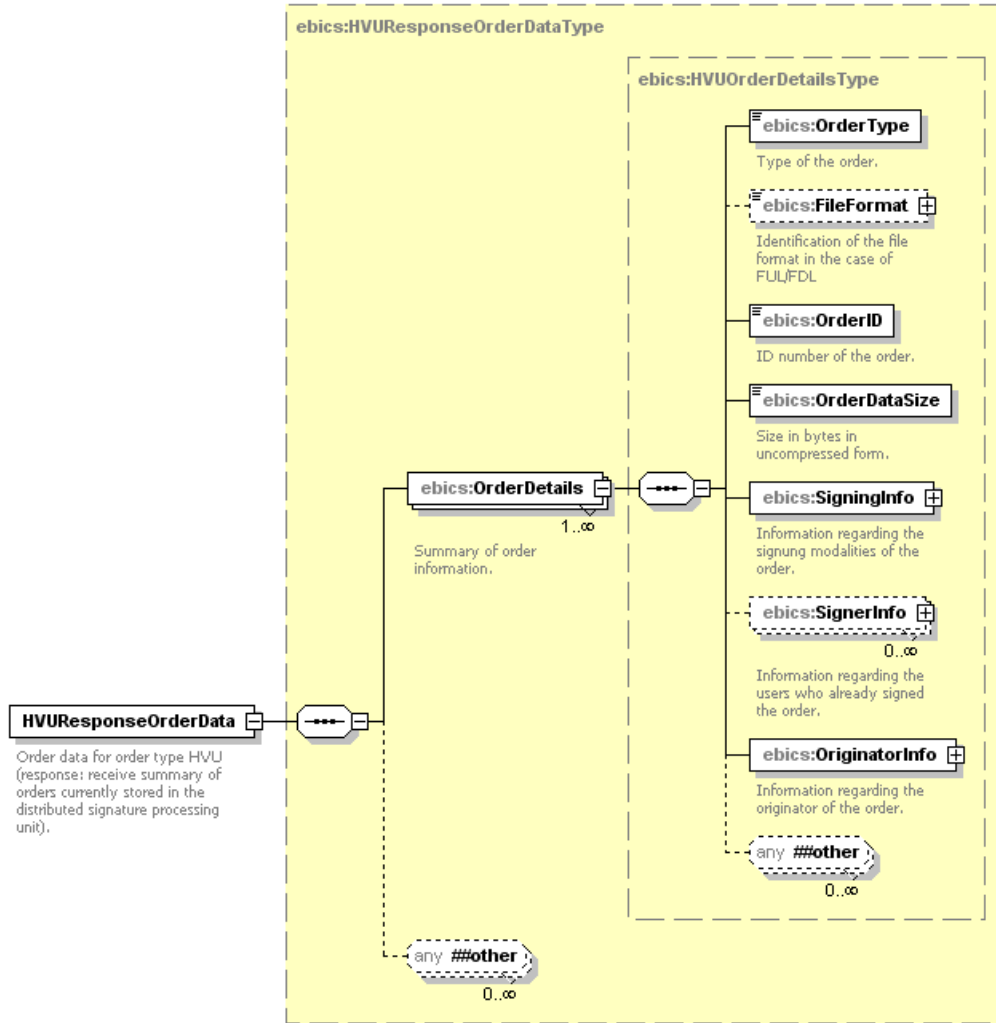 ebics:HVUResponseOrderDataType
ebics:HVUOrderDetailsType
ebics:OrderType
Type of the order.
ebics:FileFormat
Identification of the file
format in the case of
FUL/FDL
ebics:OrderID
ID number of the order.
ebics:OrderDataSize
Size in bytes in
uncompressed form.
ebics:OrderDetails
1..∞
Summary of order
information.
ebics:SigningInfo
Information regarding the
signung modalities of the
order.
ebics:SignerInfo
0..∞
Information regarding the
users who already signed
the order.
HVUResponseOrderData
Order data for order type HVU
(response: receive summary of
orders currently stored in the
distributed signature processing
unit).
ebics:OriginatorInfo
Information regarding the
originator of the order.
any ##other
0..∞
any ##other
0..∞